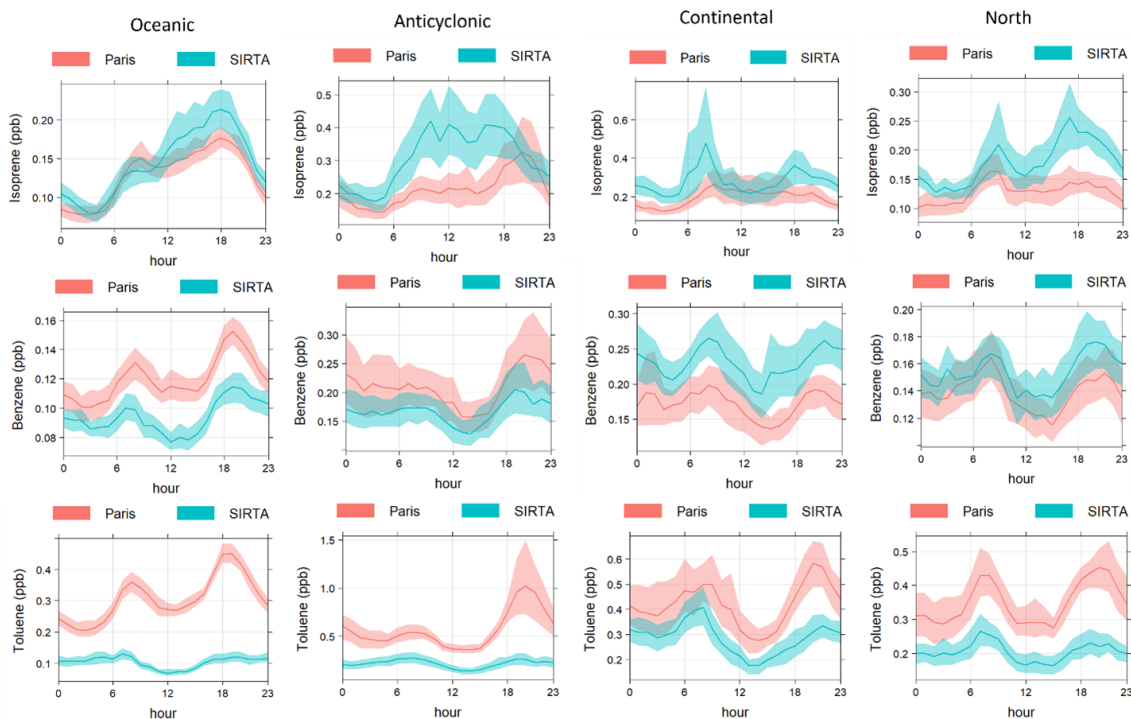 Oceanic Anticyclonic Continental North
Paris SIRTA Paris SIRTA Paris SIRTA Paris SIRTA
Isoprene (ppb)
0.20
0.15
0.10
0 6 12 18 23
hour
Isoprene (ppb)
0.5
0.4
0.3
0.2
0 6 12 18 23
hour
Isoprene (ppb)
0.6
0.4
0.2
0 6 12 18 23
hour
Isoprene (ppb)
0.30
0.25
0.20
0.15
0.10
0 6 12 18 23
hour
Paris SIRTA Paris SIRTA Paris SIRTA Paris SIRTA
Benzene (ppb)
0.16
0.14
0.12
0.10
0.08
0 6 12 18 23
hour
Benzene (ppb)
0.30
0.25
0.20
0.15
0 6 12 18 23
hour
Benzene (ppb)
0.30
0.25
0.20
0.15
0 6 12 18 23
hour
Benzene (ppb)
0.20
0.18
0.16
0.14
0.12
0 6 12 18 23
hour
Paris SIRTA Paris SIRTA Paris SIRTA Paris SIRTA
Toluene (ppb)
0.4
0.3
0.2
0.1
0 6 12 18 23
hour
Toluene (ppb)
1.5
1.0
0.5
0 6 12 18 23
hour
Toluene (ppb)
0.6
0.5
0.4
0.3
0.2
0 6 12 18 23
hour
Toluene (ppb)
0.5
0.4
0.3
0.2
0 6 12 18 23
hour